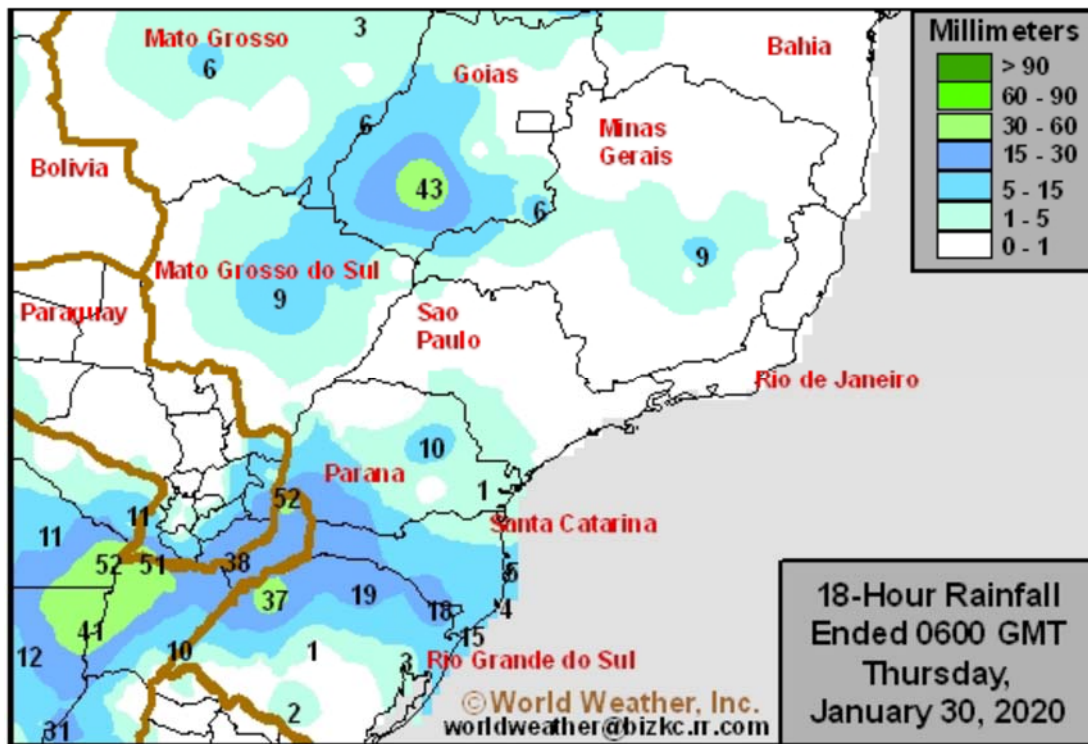 Mato Grosso
3
6
Goias
Bahia
6
Minas
Gerais
Bolivia
43
6
Mato Grosso do Sul
9
9
Paraguay
Sao
Paulo
Rio de Janeiro
10
Parana
1
52
Santa Catarina
11
11
52
51
38
6
37
19
18
4
41
15
12
10
1
3
Rio Grande do Sul
2
31
©World Weather, Inc.
worldweather@bizkc.rr.com
Millimeters
> 90
60 - 90
30 - 60
15 - 30
5 - 15
1 - 5
0 - 1
18-Hour Rainfall
Ended 0600 GMT
Thursday,
January 30, 2020